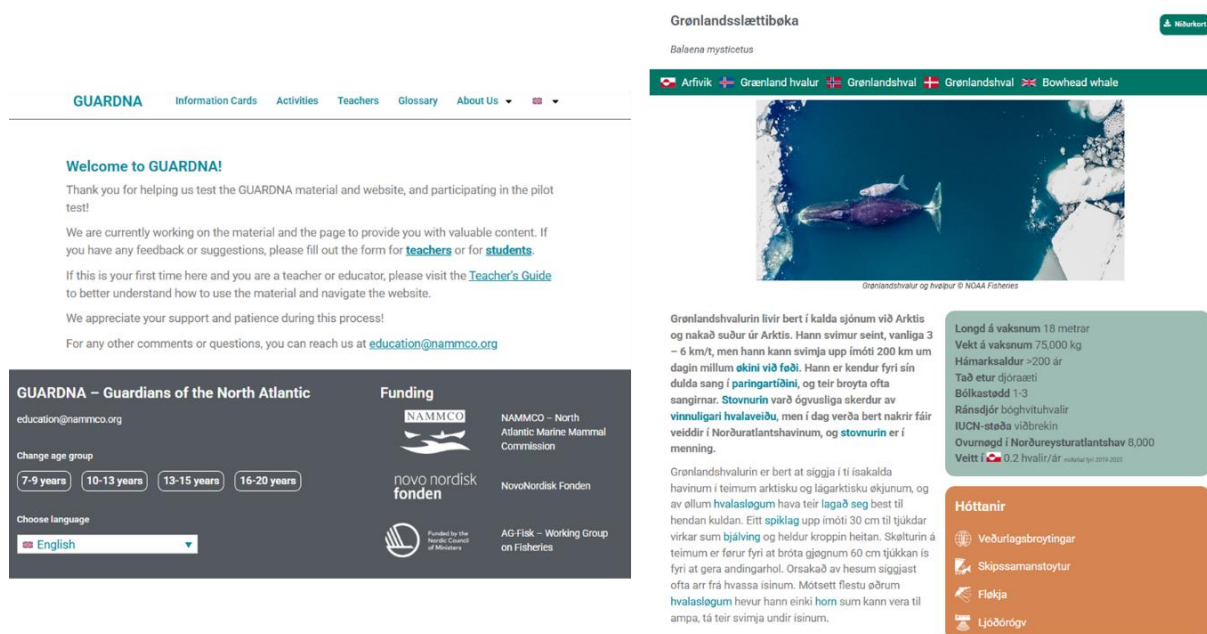 GUARDNA
Information Cards
Activities
Teachers
Glossary
About Us
Welcome to GUARDNA!
Thank you for helping us test the GUARDNA material and website, and participating in the pilot
test!
We are currently working on the material and the page to provide you with valuable content. If
you have any feedback or suggestions, please fill out the form for teachers or for students.
If this is your first time here and you are a teacher or educator, please visit the Teacher's Guide
to better understand how to use the material and navigate the website.
We appreciate your support and patience during this process!
For any other comments or questions, you can reach us at education@nammco.org
GUARDNA – Guardians of the North Atlantic
education@nammco.org
Change age group
7-9 years
10-13 years
13-15 years
16-20 years
Choose language
English
Funding
NAMMCO
NAMMCO – North
Atlantic Marine Mammal
Commission
novo nordisk
fonden
NovoNordisk Fonden
Funded by the
Nordic Council
of Ministers
AG-Fisk – Working Group
on Fisheries
Grønlandsslættibøka
Niðurkort
Balaena mysticetus
Arfivik
Grænland hvalur
Grønlandshval
Grønlandshval
Bowhead whale
Grønlandshvalur og hvølpur © NOAA Fisheries
Grønlandshvalurin livir bert í kalda sjónum við Arktis
og nakað suður úr Arktis. Hann svimur seint, vanliga 3
– 6 km/t, men hann kann svimja upp ímóti 200 km um
dagin millum økini við føði. Hann er kendur fyri sín
dulda sang í paringartíðini, og teir broyta ofta
sangirnar. Stovnurin varð ógvusliga skerdur av
vinnuligari hvalaveiðu, men í dag verða bert nakrir fáir
veiddir í Norðuratlantshavinum, og stovnurin er í
menning.
Grønlandshvalurin er bert at síggja í tí ísakalda
havinum í teimum arktisku og lágarktisku økjunum, og
av øllum hvalasløgum hava teir lagað seg best til
hendan kuldan. Eitt spiklag upp ímóti 30 cm til tjúkdar
virkar sum bjálving og heldur kroppin heitan. Skølturin á
teimum er førur fyri at bróta gjøgnum 60 cm tjúkkan ís
fyri at gera andingarhol. Orsakað av hesum síggjast
ofta arr frá hvassa ísinum. Mótsett flestu øðrum
hvalasløgum hevur hann einki horn sum kann vera til
ampa, tá teir svimja undir ísinum.
Longd á vaksnum 18 metrar
Vekt á vaksnum 75,000 kg
Hámarksaldur >200 ár
Tað etur djóraæti
Bólkastødd 1-3
Ránsdjór bóghvítuhvalir
IUCN-støða viðbrekin
Ovurnøgd í Norðureysturatlantshav 8,000
Veitt í 0.2 hvalir/ár miðaltal fyri 2019-2023
Hóttanir
Veðurlagsbroytingar
Skipssamanstoytur
Fløkja
Ljóðórógv